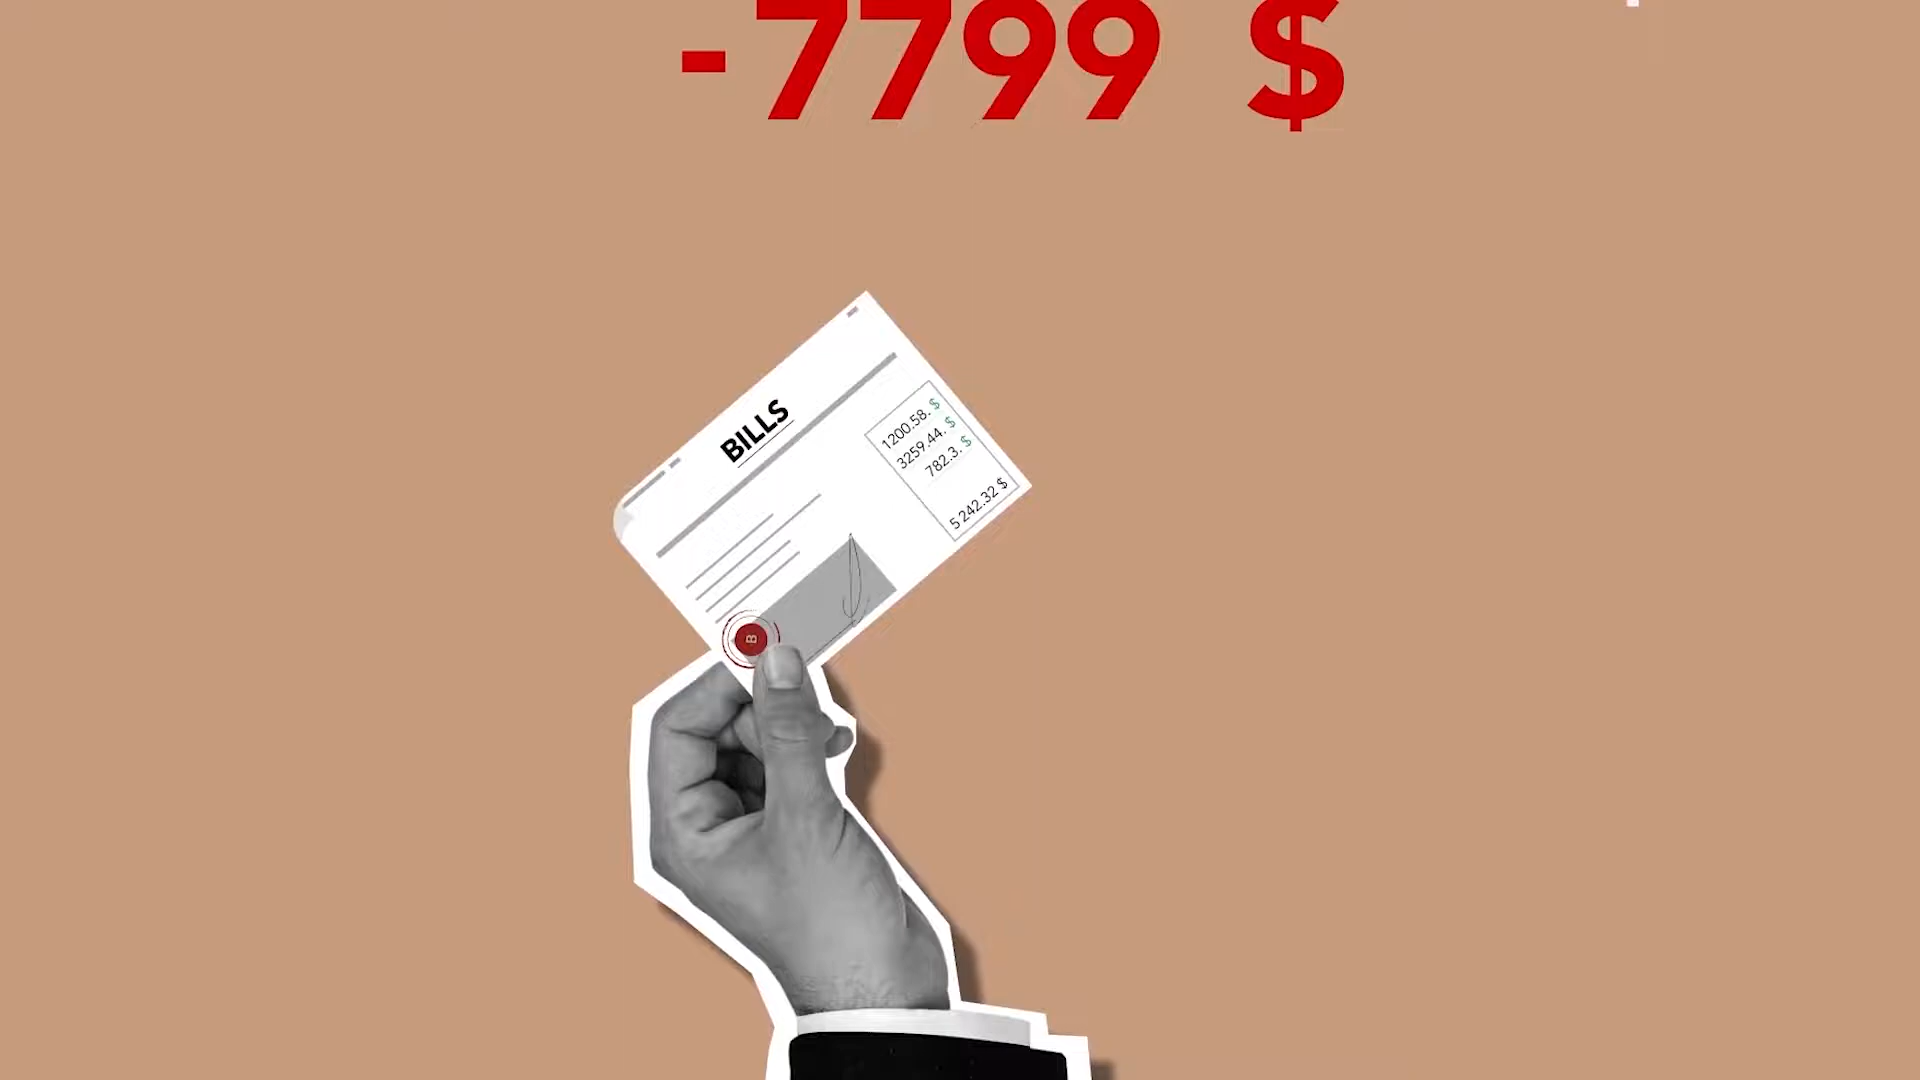 -7799 $
BILLS
1200.58. $
3259.44. $
782.3. $
5 242.32 $
B